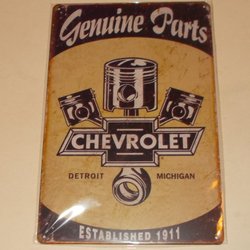 Genuine Parts
CHEVROLET
DETROIT MICHIGAN
ESTABLISHED 1911